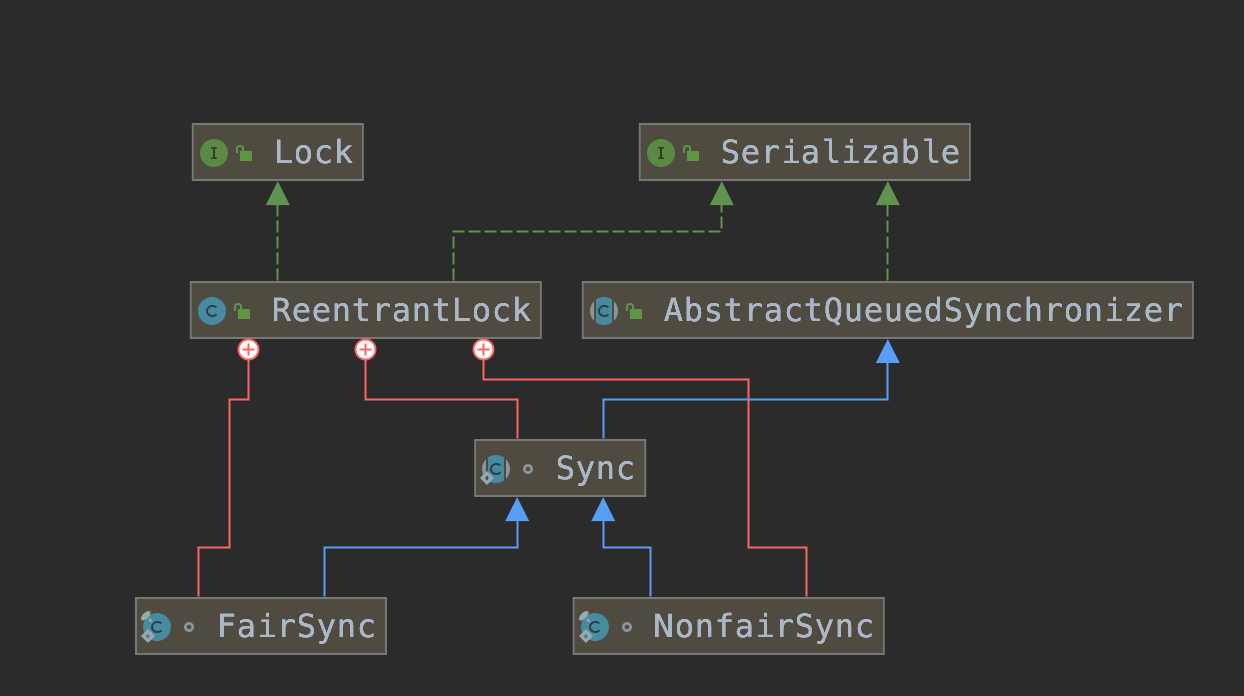 I Lock
I Serializable
C ReentrantLock
C AbstractQueuedSynchronizer
C Sync
C FairSync
C NonfairSync